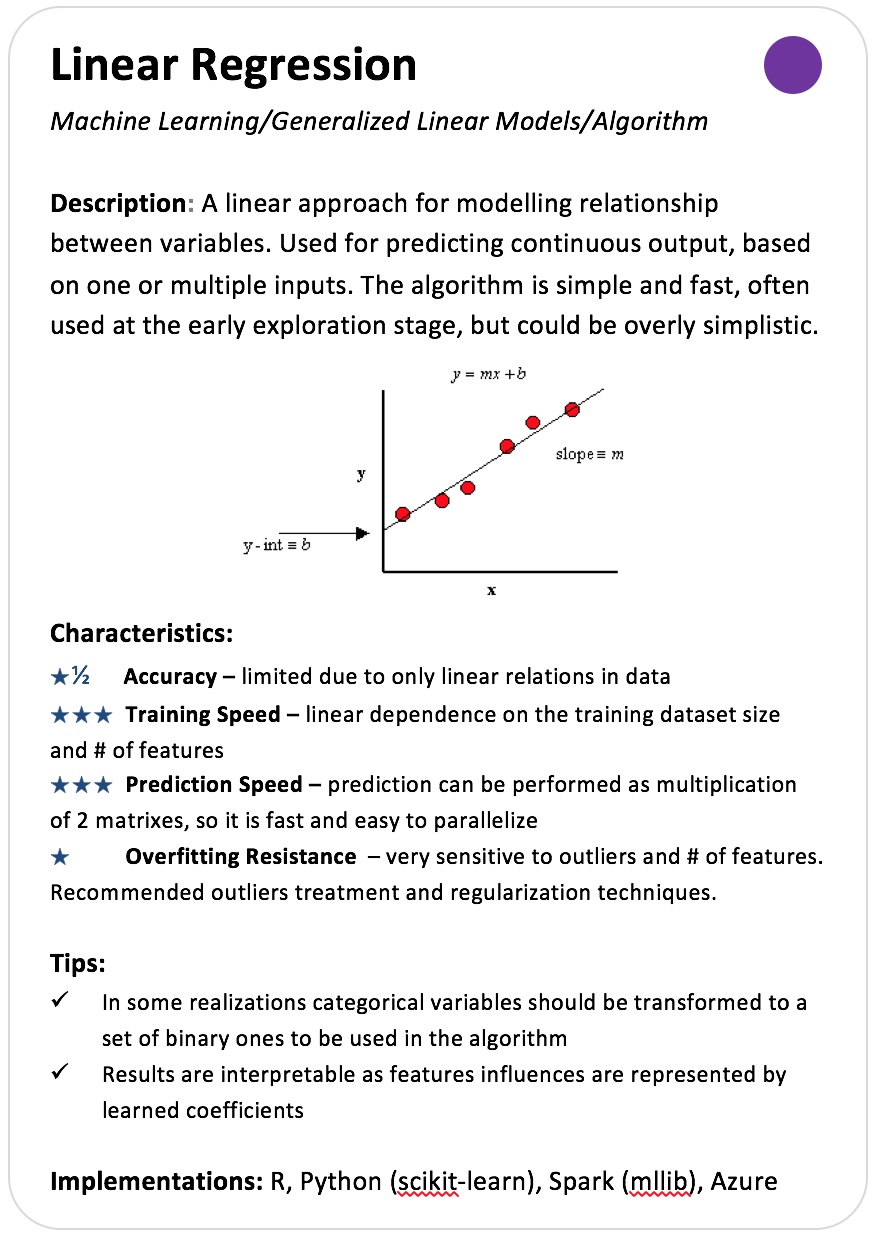 Linear Regression
Machine Learning/Generalized Linear Models/Algorithm
Description: A linear approach for modelling relationship
between variables. Used for predicting continuous output, based
on one or multiple inputs. The algorithm is simple and fast, often
used at the early exploration stage, but could be overly simplistic.
y = mx + b
slope ≡ m
y
y-int ≡ b
x
Characteristics:
★½ Accuracy – limited due to only linear relations in data
★★★ Training Speed – linear dependence on the training dataset size
and # of features
★★★ Prediction Speed – prediction can be performed as multiplication
of 2 matrixes, so it is fast and easy to parallelize
★ Overfitting Resistance – very sensitive to outliers and # of features.
Recommended outliers treatment and regularization techniques.
Tips:
✓ In some realizations categorical variables should be transformed to a
set of binary ones to be used in the algorithm
✓ Results are interpretable as features influences are represented by
learned coefficients
Implementations: R, Python (scikit-learn), Spark (mllib), Azure